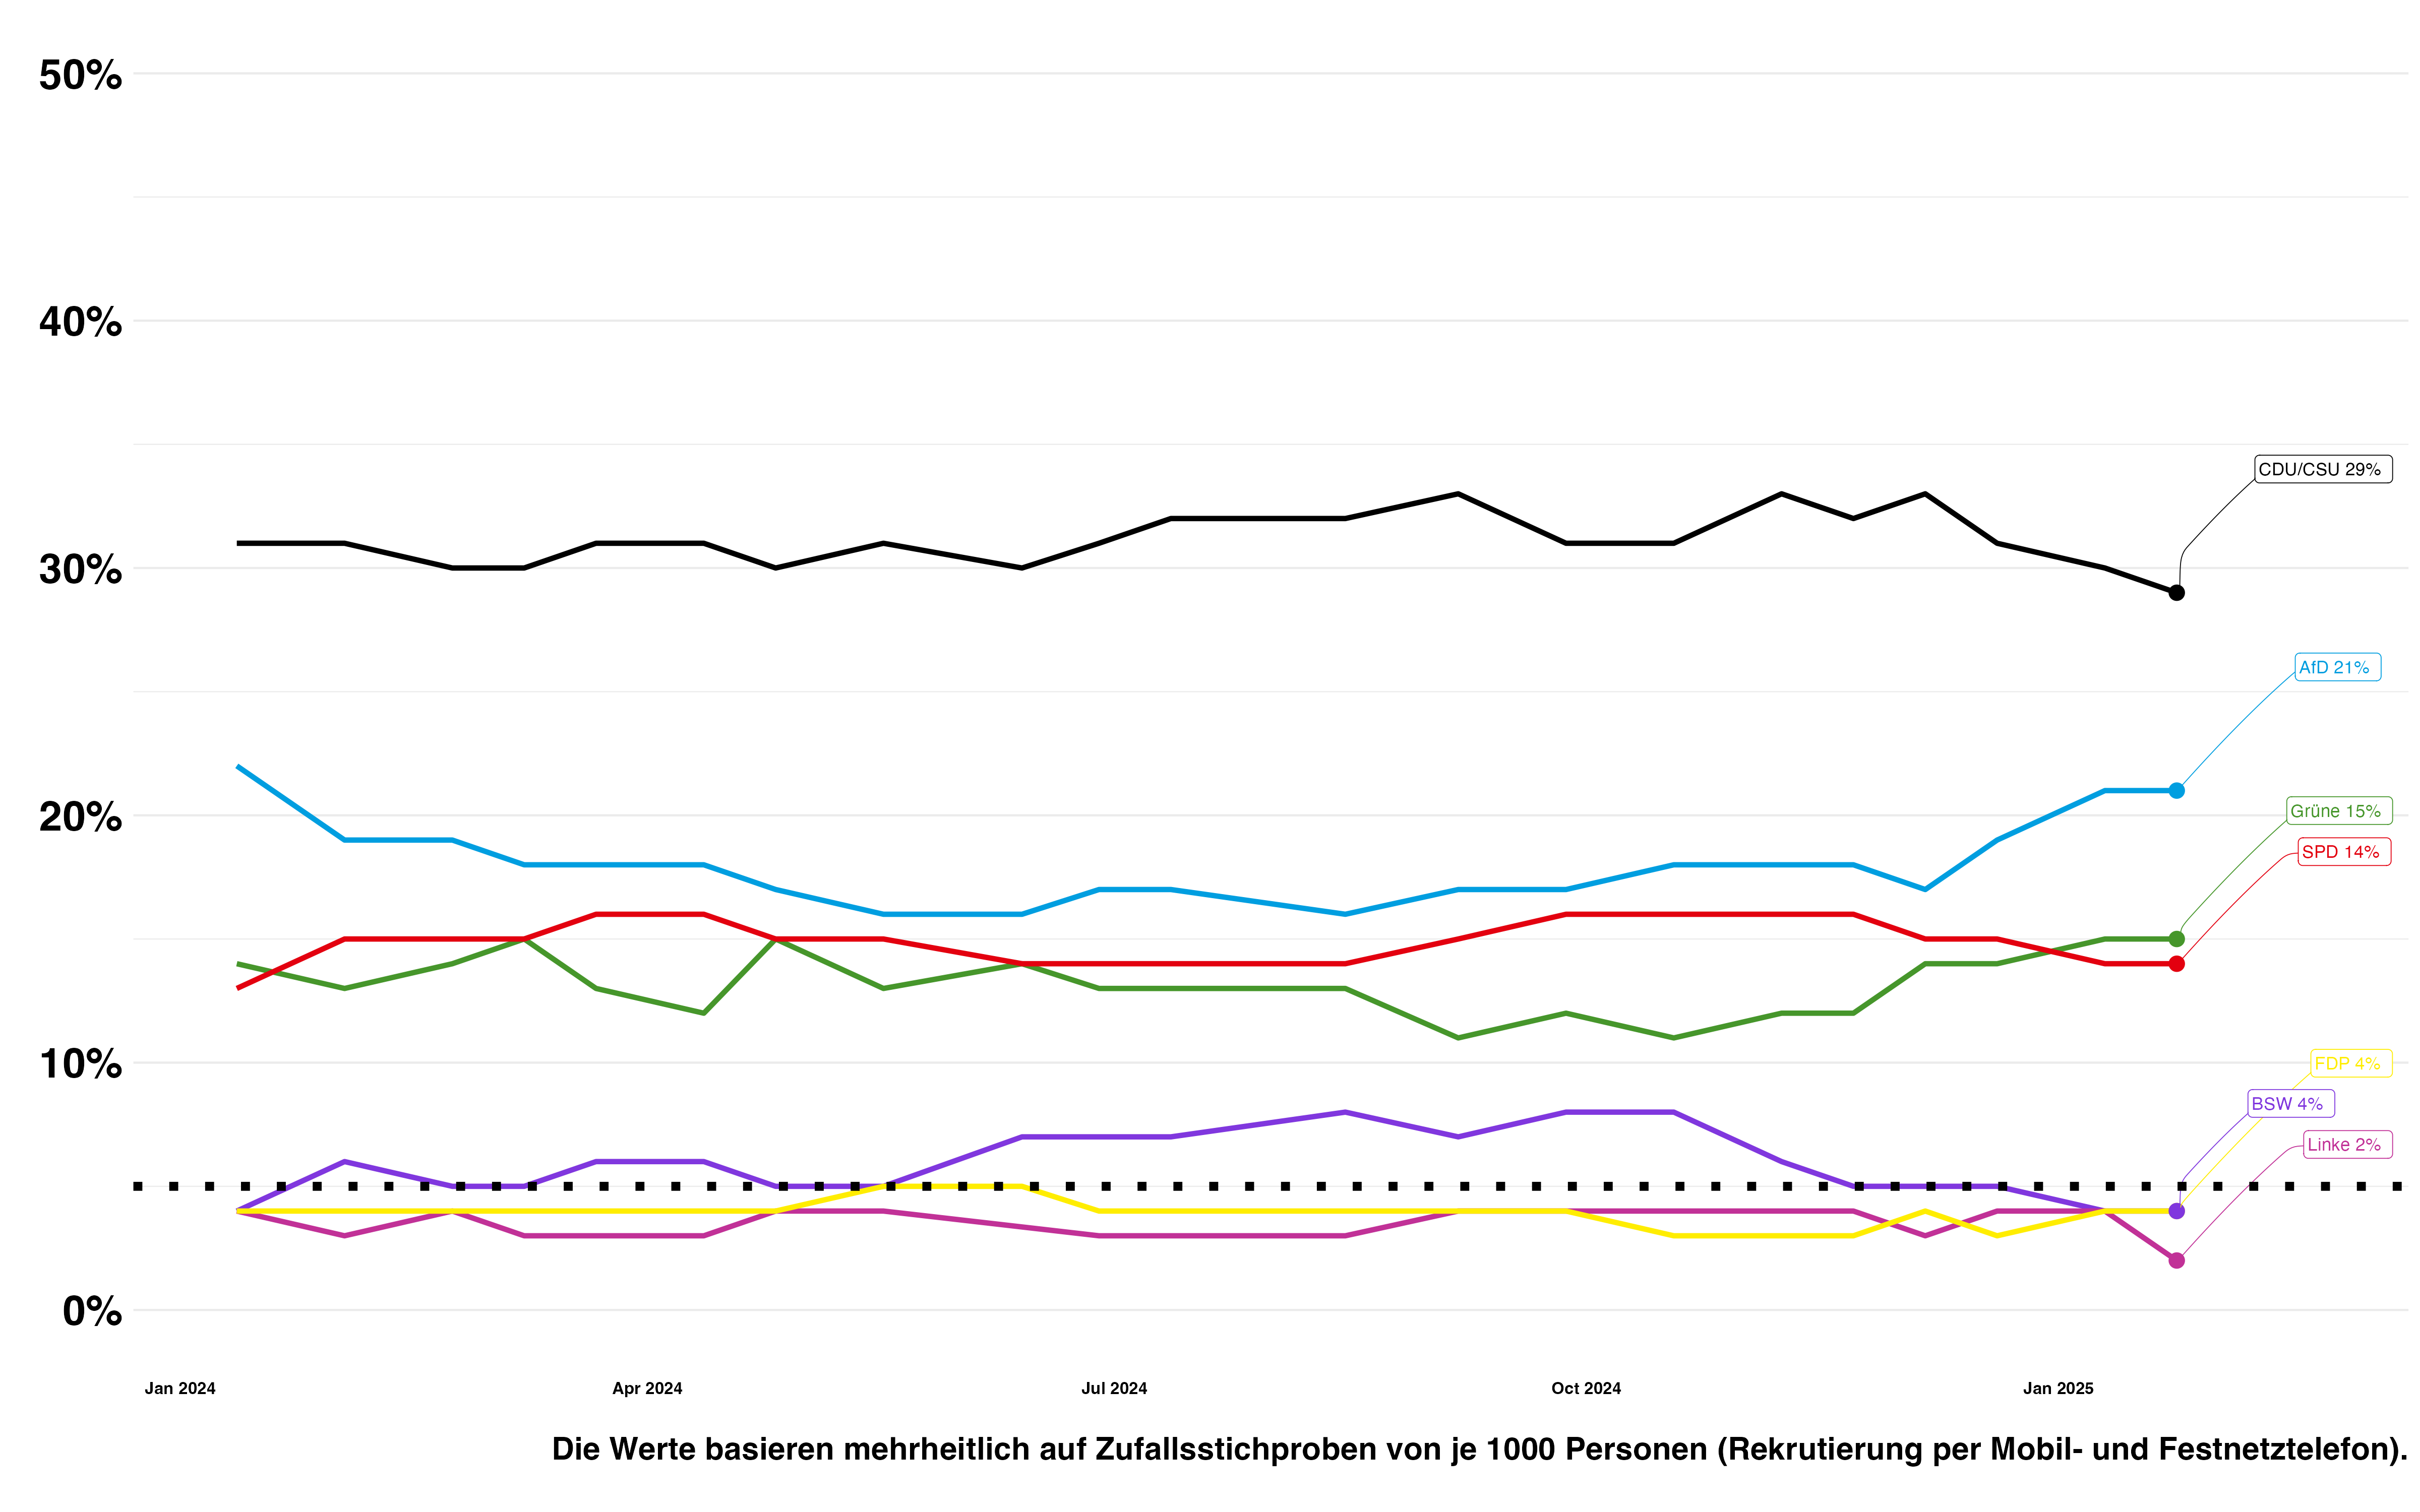 50%
40%
30%
20%
10%
0%
CDU/CSU 29%
AfD 21%
Grüne 15%
SPD 14%
FDP 4%
BSW 4%
Linke 2%
Jan 2024
Apr 2024
Jul 2024
Oct 2024
Jan 2025
Die Werte basieren mehrheitlich auf Zufallsstichproben von je 1000 Personen (Rekrutierung per Mobil- und Festnetztelefon).